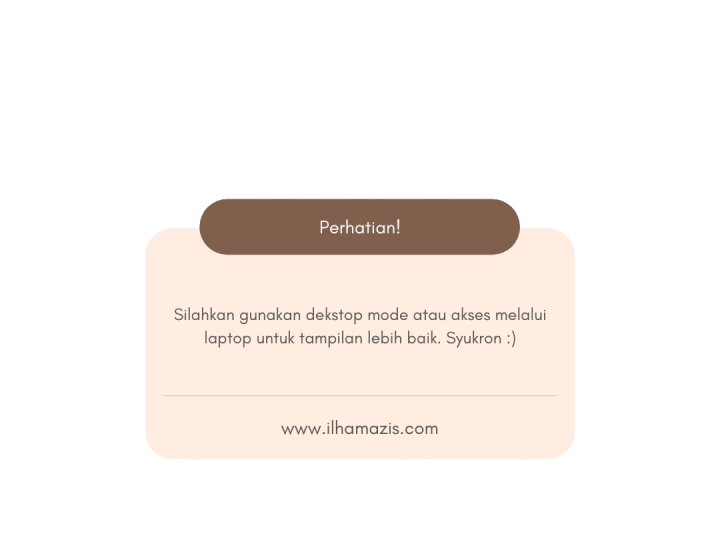 Perhatian!
Silahkan gunakan dekstop mode atau akses melalui
laptop untuk tampilan lebih baik. Syukron :)
www.ilhamazis.com